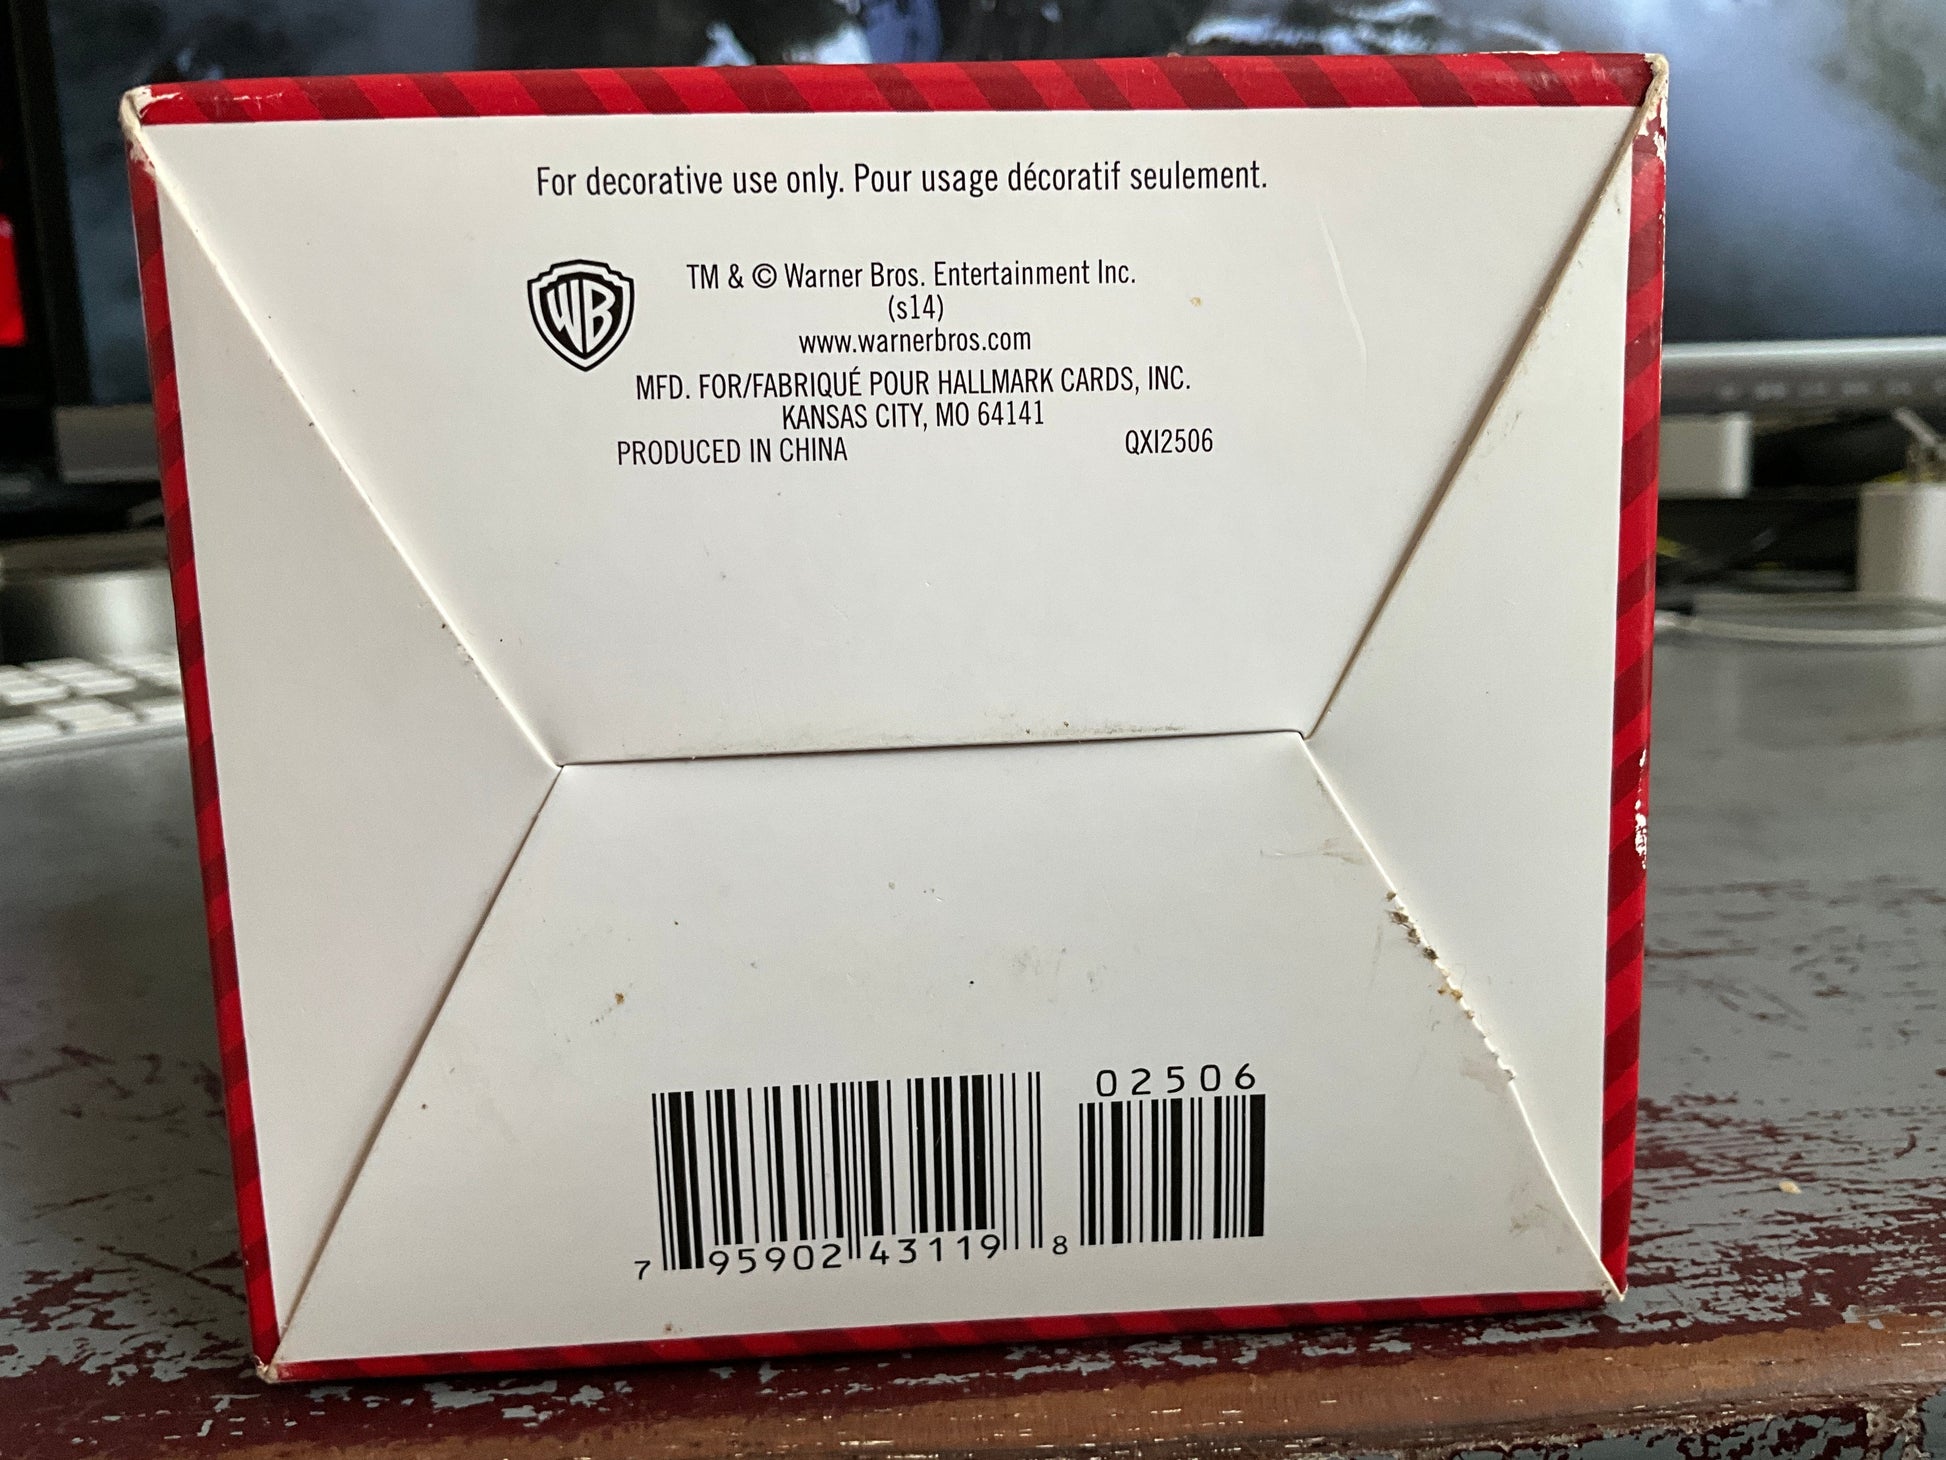 For decorative use only. Pour usage décoratif seulement.
WB
TM & © Warner Bros. Entertainment Inc.
(s14)
www.warnerbros.com
MFD. FOR/FABRIQUÉ POUR HALLMARK CARDS, INC.
KANSAS CITY, MO 64141
PRODUCED IN CHINA QXI2506
02506
7 95902 43119 8